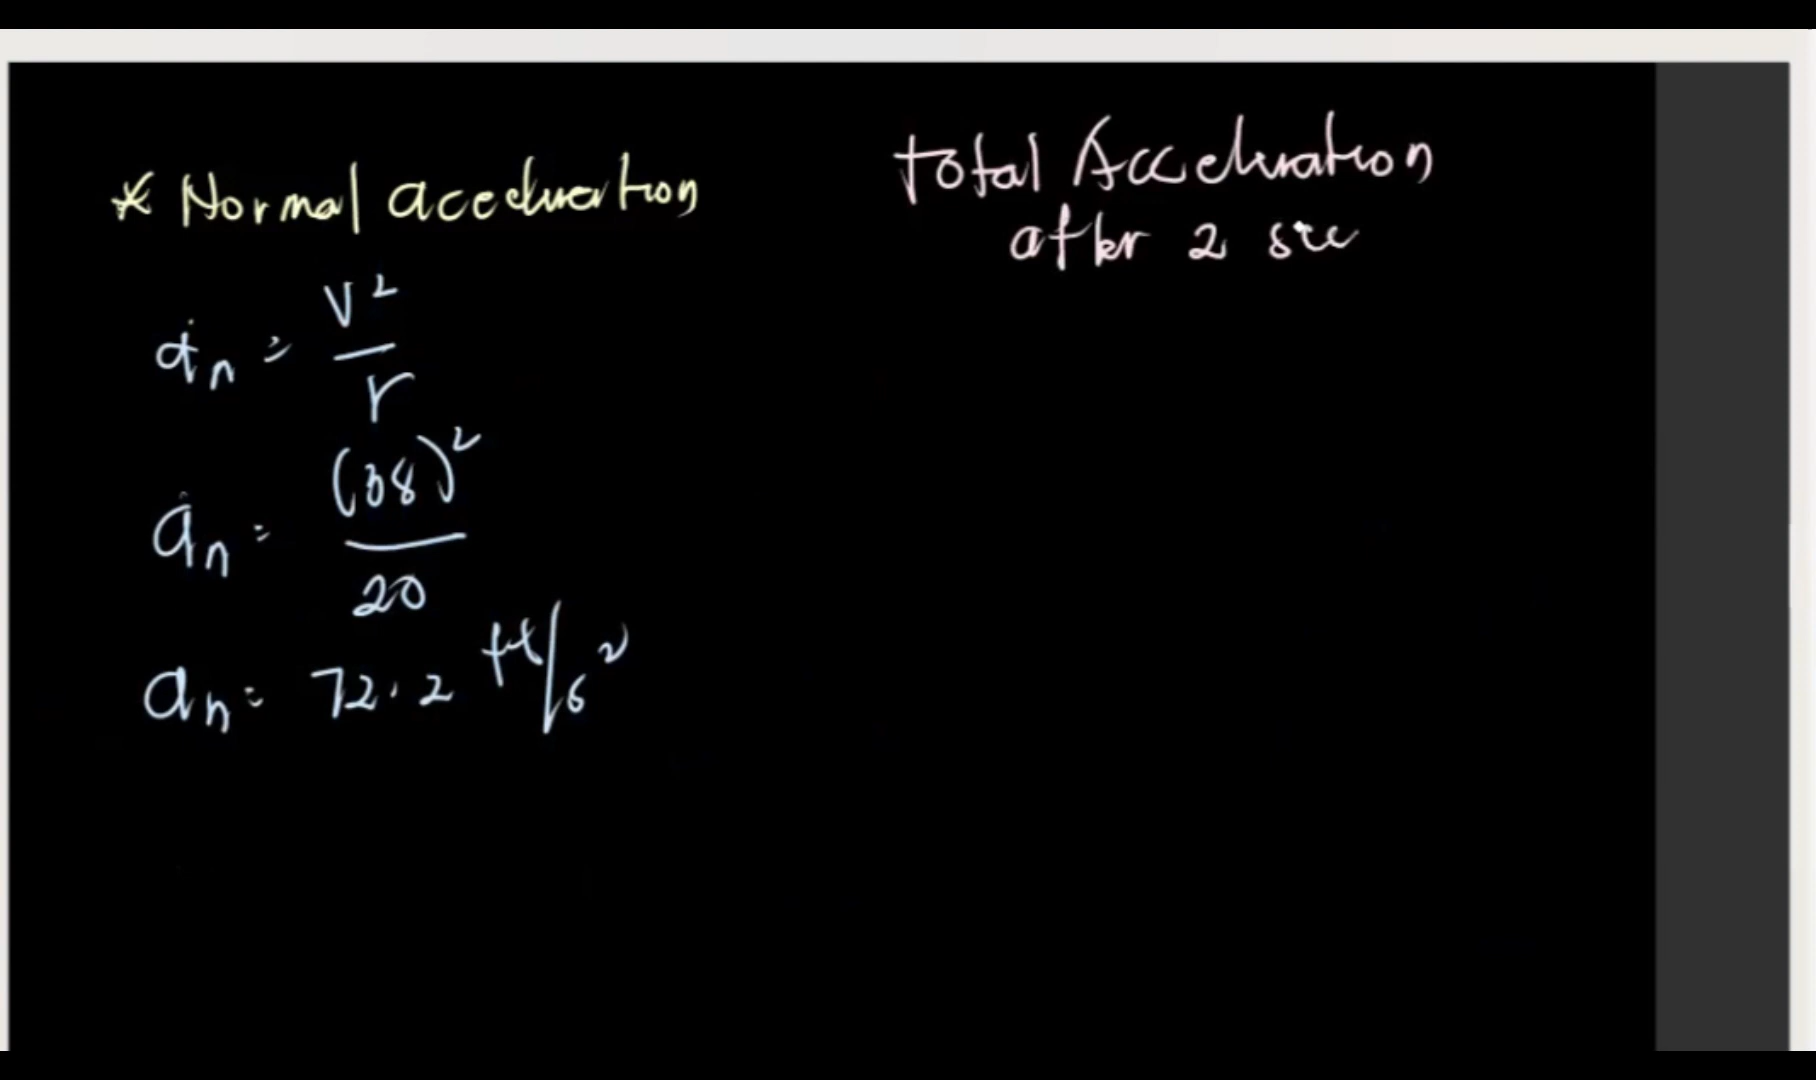 * Normal acceleration
an = V²/r
an = (38)²/20
an = 72.2 ft/s²
total Acceleration
after 2 sec